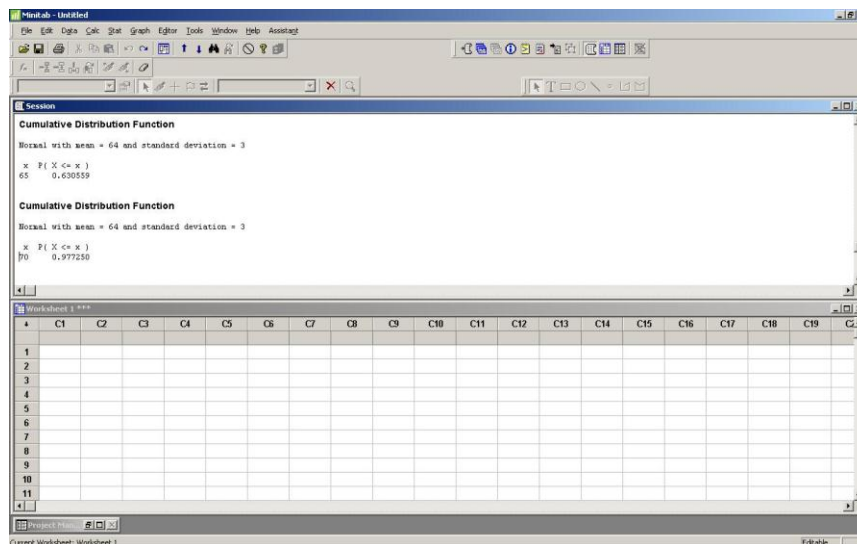 Minitab - Untitled
File Edit Data Calc Stat Graph Editor Tools Window Help Assistant
Session
Cumulative Distribution Function
Normal with mean = 64 and standard deviation = 3
x P( X <= x )
65 0.630559
Cumulative Distribution Function
Normal with mean = 64 and standard deviation = 3
x P( X <= x )
70 0.977250
Worksheet 1 ***
C1 C2 C3 C4 C5 C6 C7 C8 C9 C10 C11 C12 C13 C14 C15 C16 C17 C18 C19
1
2
3
4
5
6
7
8
9
10
11
Project Man...
Current Worksheet: Worksheet 1 Editable